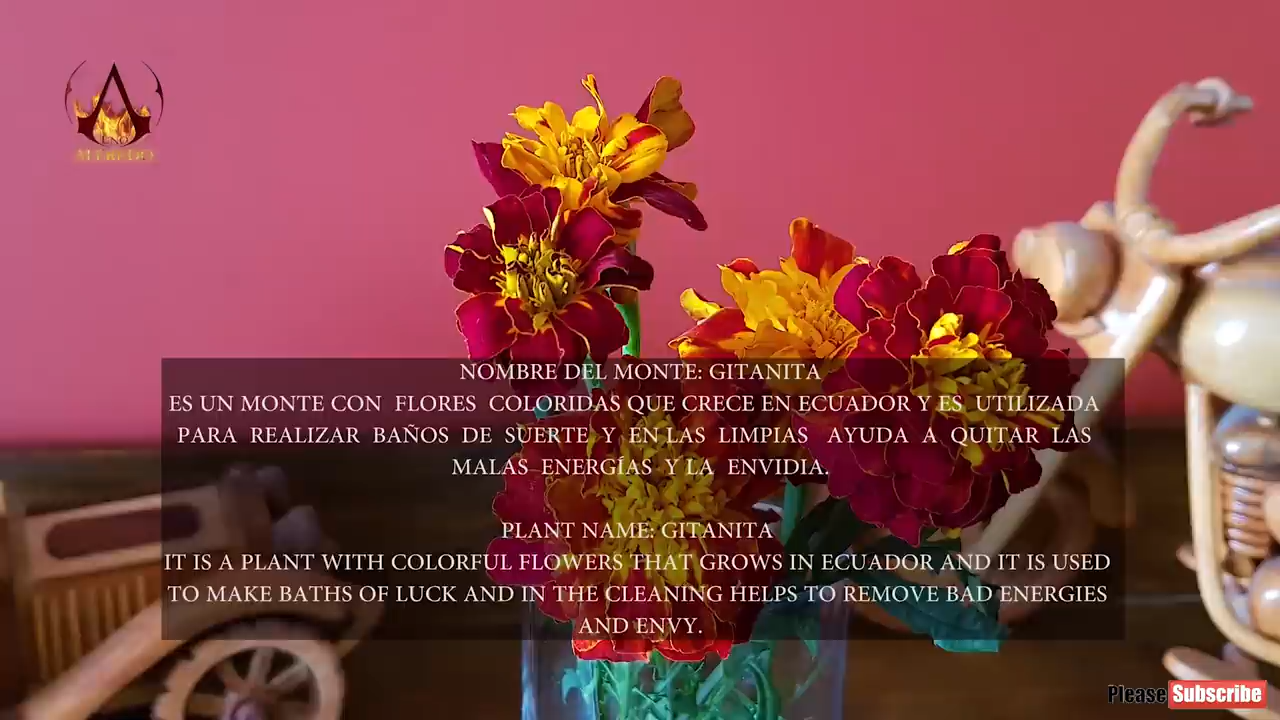 UNO
ALFREDO
NOMBRE DEL MONTE: GITANITA
ES UN MONTE CON FLORES COLORIDAS QUE CRECE EN ECUADOR Y ES UTILIZADA
PARA REALIZAR BAÑOS DE SUERTE Y EN LAS LIMPIAS AYUDA A QUITAR LAS
MALAS ENERGÍAS Y LA ENVIDIA.
PLANT NAME: GITANITA
IT IS A PLANT WITH COLORFUL FLOWERS THAT GROWS IN ECUADOR AND IT IS USED
TO MAKE BATHS OF LUCK AND IN THE CLEANING HELPS TO REMOVE BAD ENERGIES
AND ENVY.
Please Subscribe